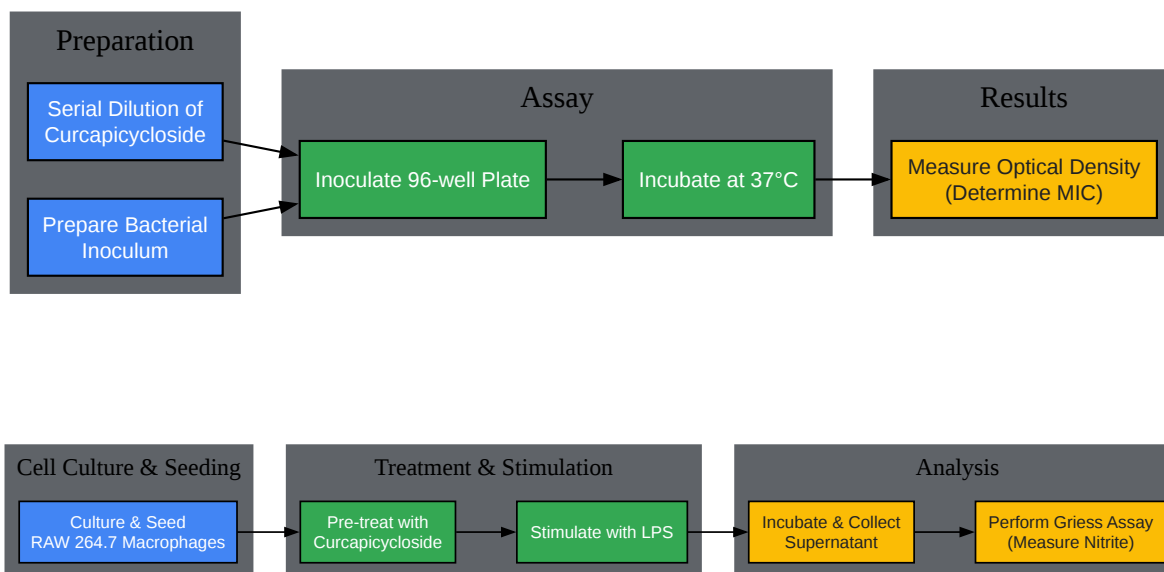 Preparation
Serial Dilution of
Curcapicycloside
Prepare Bacterial
Inoculum
Assay
Inoculate 96-well Plate
Incubate at 37°C
Results
Measure Optical Density
(Determine MIC)
Cell Culture & Seeding
Culture & Seed
RAW 264.7 Macrophages
Treatment & Stimulation
Pre-treat with
Curcapicycloside
Stimulate with LPS
Analysis
Incubate & Collect
Supernatant
Perform Griess Assay
(Measure Nitrite)